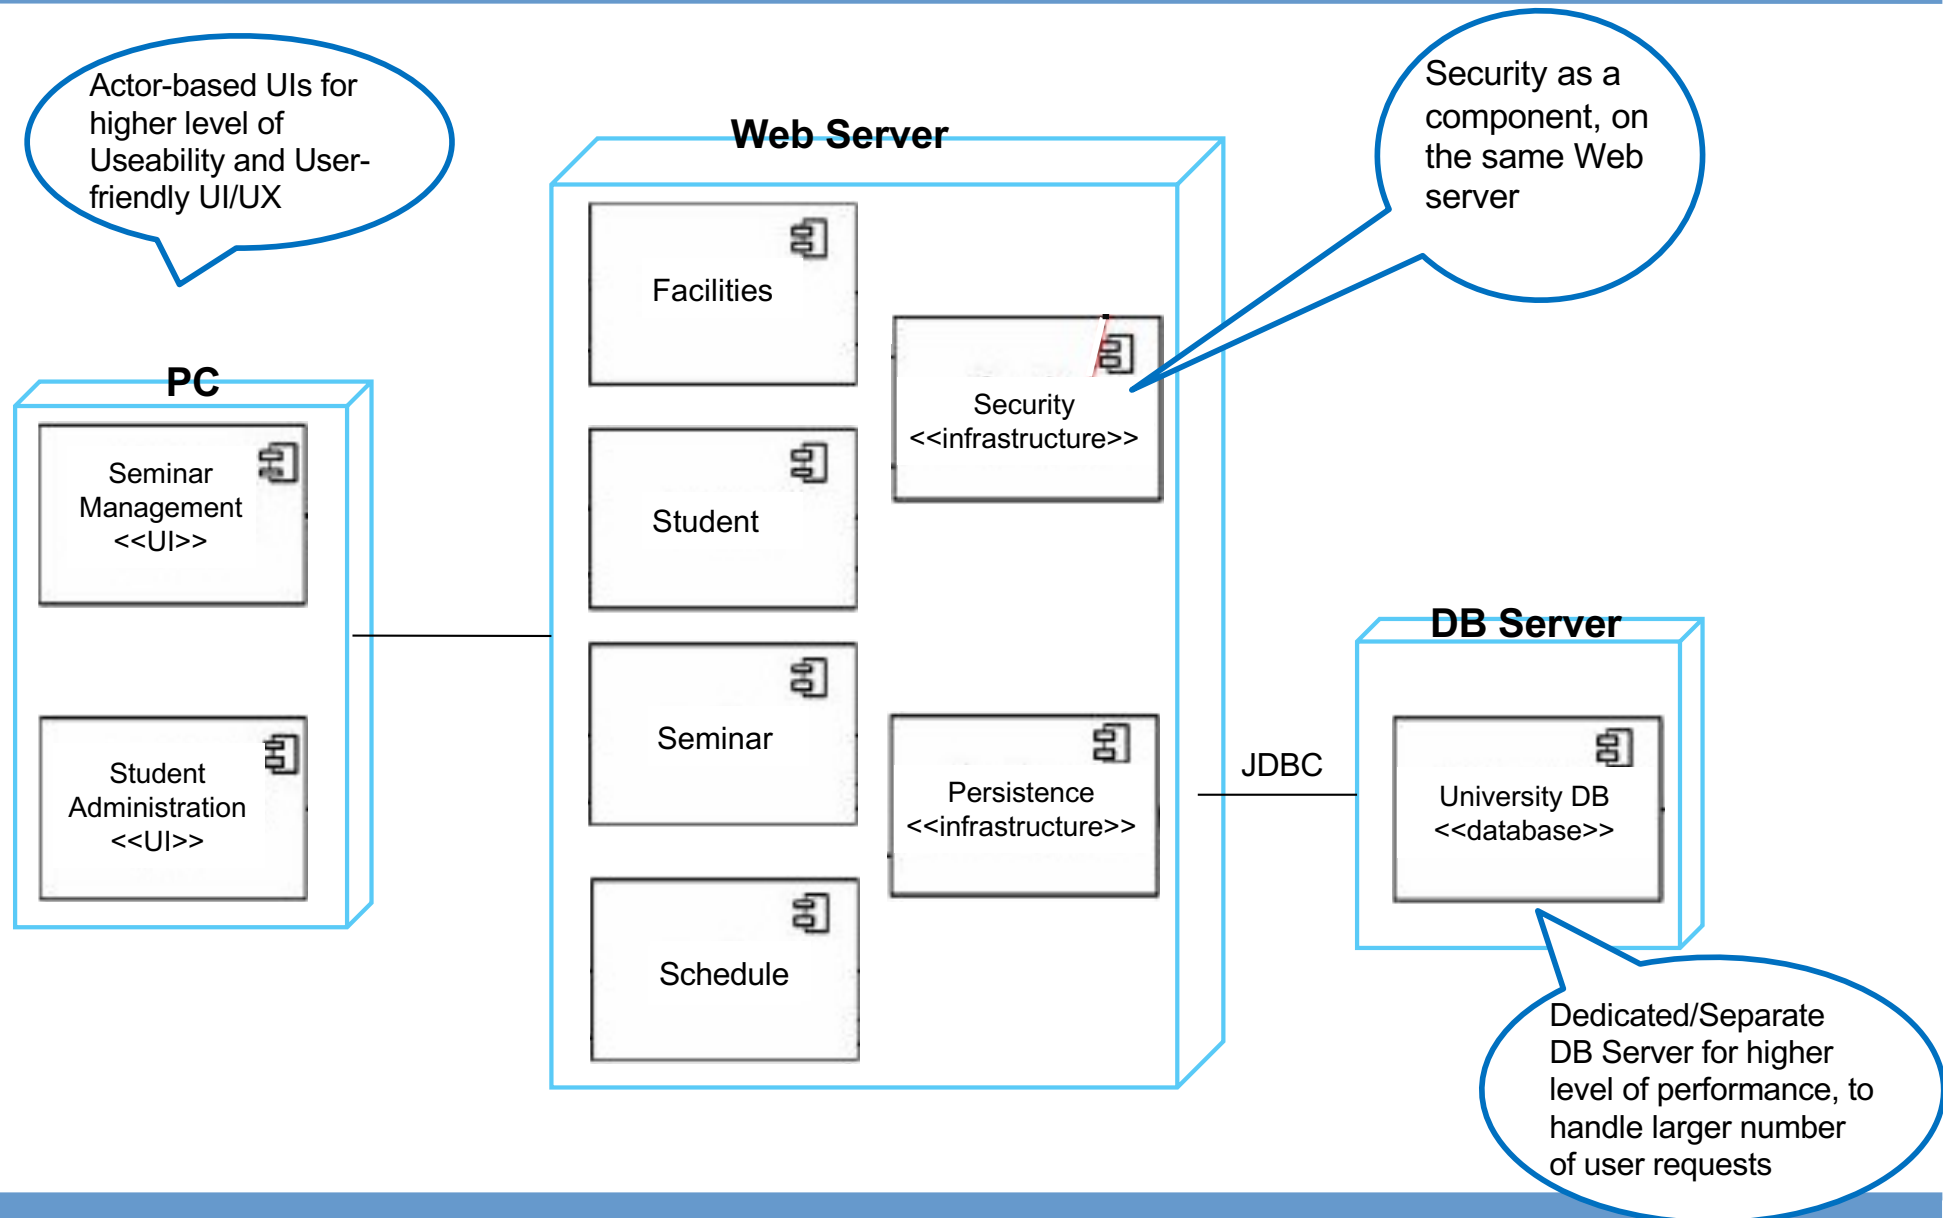 Actor-based UIs for
higher level of
Useability and User-
friendly UI/UX
Security as a
component, on
the same Web
server
Web Server
Facilities
Security
<<infrastructure>>
PC
Seminar
Management
<<UI>>
Student
Student
Administration
<<UI>>
Seminar
Persistence
<<infrastructure>>
Schedule
JDBC
DB Server
University DB
<<database>>
Dedicated/Separate
DB Server for higher
level of performance, to
handle larger number
of user requests